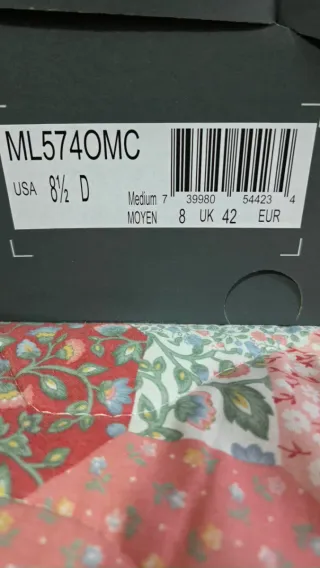 ML574OMC
USA 8½ D
Medium 7 39980 54423 4
MOYEN 8 UK 42 EUR